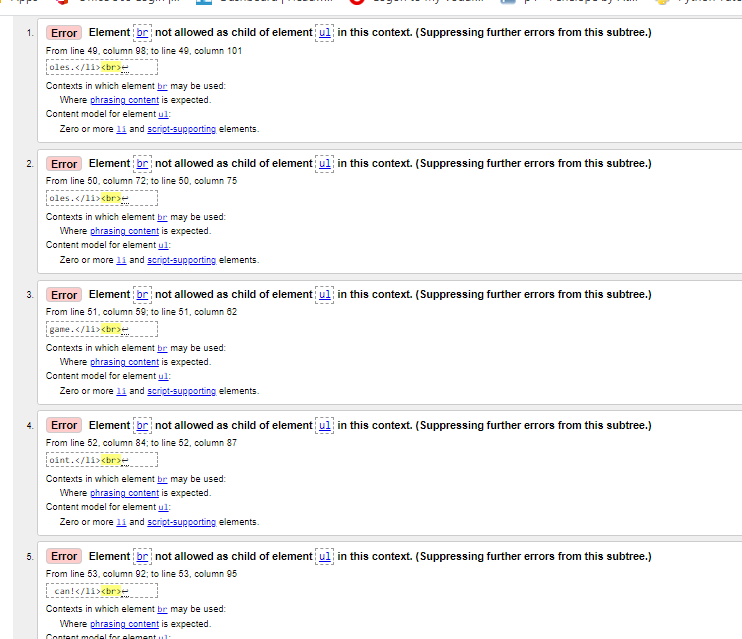 1. Error Element br not allowed as child of element ul in this context. (Suppressing further errors from this subtree.)
From line 49, column 98; to line 49, column 101
oles.</li><br>↩
Contexts in which element br may be used:
Where phrasing content is expected.
Content model for element ul:
Zero or more li and script-supporting elements.
2. Error Element br not allowed as child of element ul in this context. (Suppressing further errors from this subtree.)
From line 50, column 72; to line 50, column 75
oles.</li><br>↩
Contexts in which element br may be used:
Where phrasing content is expected.
Content model for element ul:
Zero or more li and script-supporting elements.
3. Error Element br not allowed as child of element ul in this context. (Suppressing further errors from this subtree.)
From line 51, column 59; to line 51, column 62
game.</li><br>↩
Contexts in which element br may be used:
Where phrasing content is expected.
Content model for element ul:
Zero or more li and script-supporting elements.
4. Error Element br not allowed as child of element ul in this context. (Suppressing further errors from this subtree.)
From line 52, column 84; to line 52, column 87
oint.</li><br>↩
Contexts in which element br may be used:
Where phrasing content is expected.
Content model for element ul:
Zero or more li and script-supporting elements.
5. Error Element br not allowed as child of element ul in this context. (Suppressing further errors from this subtree.)
From line 53, column 92; to line 53, column 95
can!</li><br>↩
Contexts in which element br may be used:
Where phrasing content is expected.
Content model for element ul: